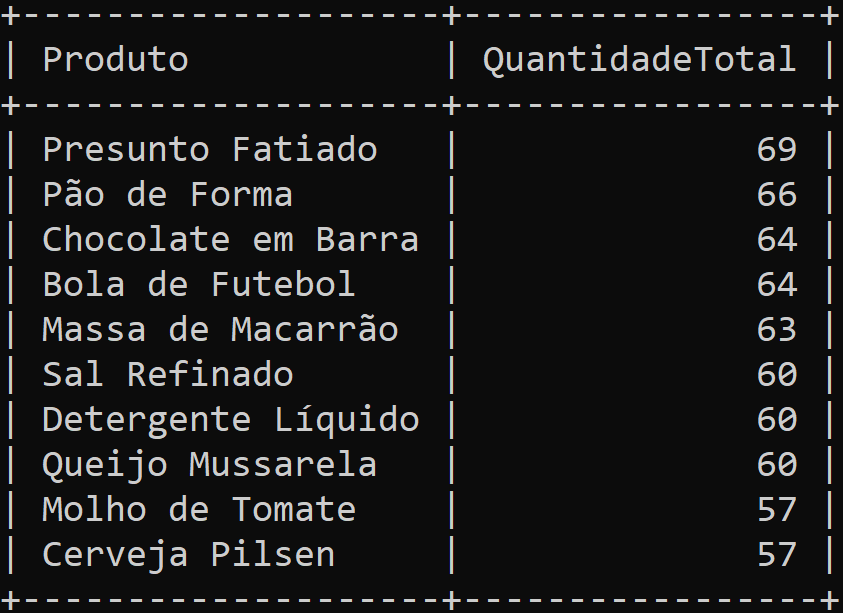 +--------------------+-----------------+
| Produto            | QuantidadeTotal |
+--------------------+-----------------+
| Presunto Fatiado   |              69 |
| Pão de Forma       |              66 |
| Chocolate em Barra |              64 |
| Bola de Futebol    |              64 |
| Massa de Macarrão  |              63 |
| Sal Refinado       |              60 |
| Detergente Líquido |              60 |
| Queijo Mussarela   |              60 |
| Molho de Tomate    |              57 |
| Cerveja Pilsen     |              57 |
+--------------------+-----------------+